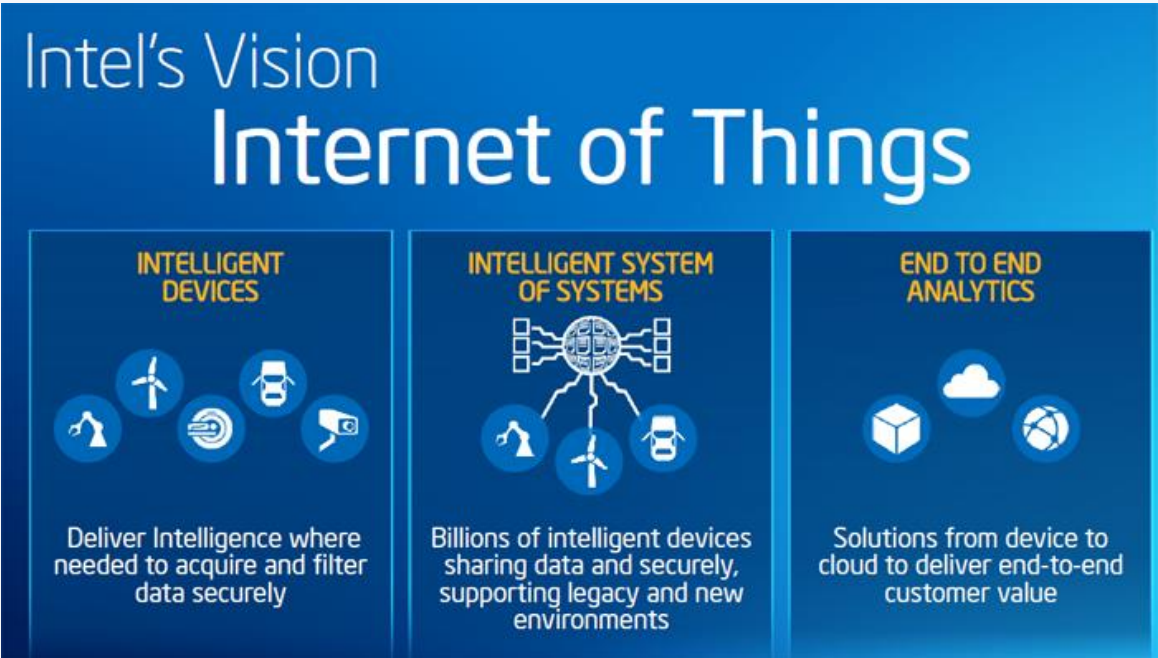 Intel's Vision
Internet of Things
INTELLIGENT
DEVICES
Deliver Intelligence where
needed to acquire and filter
data securely
INTELLIGENT SYSTEM
OF SYSTEMS
Billions of intelligent devices
sharing data and securely,
supporting legacy and new
environments
END TO END
ANALYTICS
Solutions from device to
cloud to deliver end-to-end
customer value